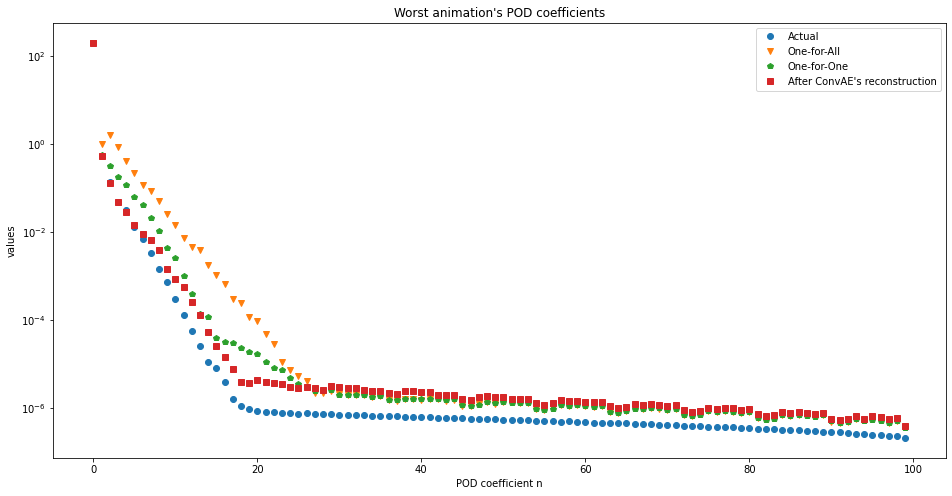 Worst animation's POD coefficients
Actual
One-for-All
One-for-One
After ConvAE's reconstruction
10²
10⁰
10⁻²
10⁻⁴
10⁻⁶
values
0 20 40 60 80 100
POD coefficient n